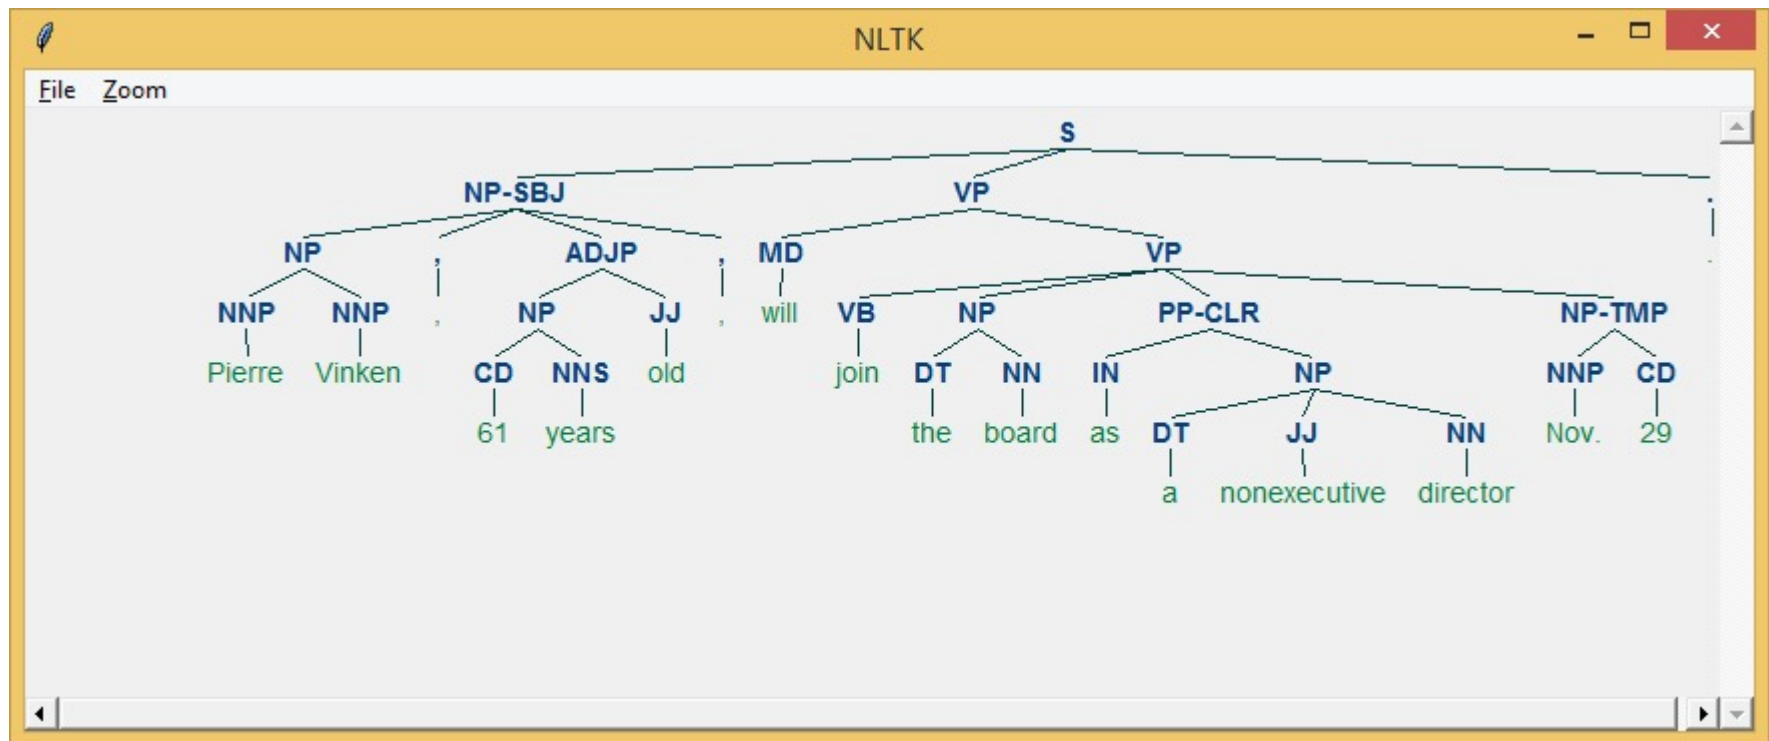 NLTK
File Zoom
S
NP-SBJ VP .
NP , ADJP , MD VP .
NNP NNP , NP JJ , will VB NP PP-CLR NP-TMP
Pierre Vinken CD NNS old join DT NN IN NP NNP CD
61 years the board as DT JJ NN Nov. 29
a nonexecutive director